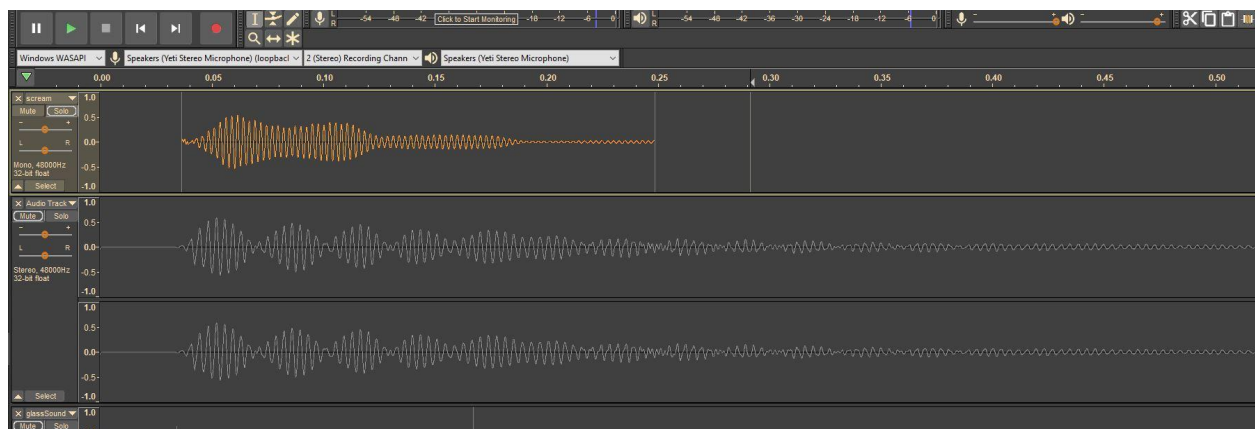 L R -54 -48 -42 Click to Start Monitoring -18 -12 -6 0 L R -54 -48 -42 -36 -30 -24 -18 -12 -6 0
Windows WASAPI Speakers (Yeti Stereo Microphone) (loopbacl 2 (Stereo) Recording Chann Speakers (Yeti Stereo Microphone)
0.00 0.05 0.10 0.15 0.20 0.25 0.30 0.35 0.40 0.45 0.50
scream 1.0
Mute Solo
0.5
- +
L R 0.0
Mono, 48000Hz
32-bit float -0.5
Select -1.0
Audio Track 1.0
Mute Solo
0.5
- +
L R 0.0
Stereo, 48000Hz
32-bit float -0.5
-1.0
1.0
0.5
0.0
-0.5
Select -1.0
glassSound 1.0
Mute Solo